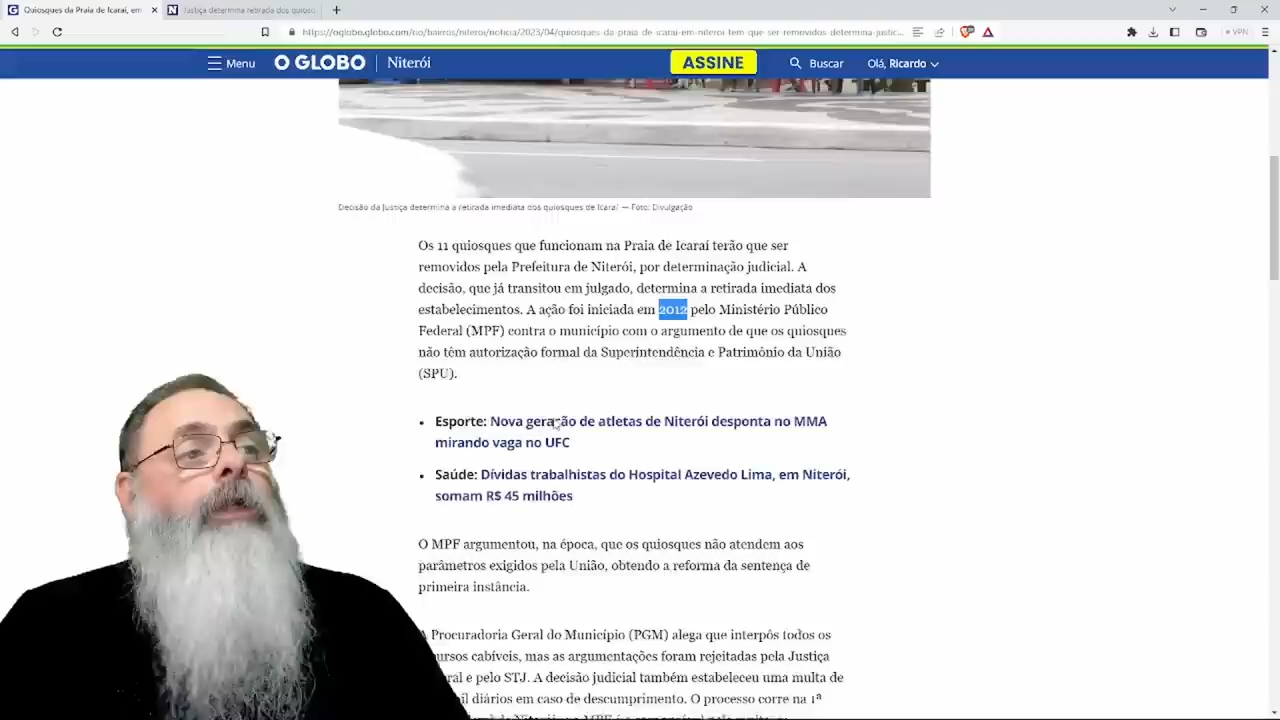 Quiosques da Praia de Icaraí, em
Justiça determina retirada dos quiosq
https://oglobo.globo.com/rio/bairros/niteroi/noticia/2023/04/quiosques-da-praia-de-icarai-em-niteroi-tem-que-ser-removidos-determina-justic...
VPN
Menu
O GLOBO
Niterói
ASSINE
Buscar
Olá, Ricardo
Decisão da Justiça determina a retirada imediata dos quiosques de Icaraí — Foto: Divulgação
Os 11 quiosques que funcionam na Praia de Icaraí terão que ser
removidos pela Prefeitura de Niterói, por determinação judicial. A
decisão, que já transitou em julgado, determina a retirada imediata dos
estabelecimentos. A ação foi iniciada em 2012 pelo Ministério Público
Federal (MPF) contra o município com o argumento de que os quiosques
não têm autorização formal da Superintendência e Patrimônio da União
(SPU).
• Esporte: Nova geração de atletas de Niterói desponta no MMA
mirando vaga no UFC
• Saúde: Dívidas trabalhistas do Hospital Azevedo Lima, em Niterói,
somam R$ 45 milhões
O MPF argumentou, na época, que os quiosques não atendem aos
parâmetros exigidos pela União, obtendo a reforma da sentença de
primeira instância.
A Procuradoria Geral do Município (PGM) alega que interpôs todos os
ursos cabíveis, mas as argumentações foram rejeitadas pela Justiça
ral e pelo STJ. A decisão judicial também estabeleceu uma multa de
il diários em caso de descumprimento. O processo corre na 1ª